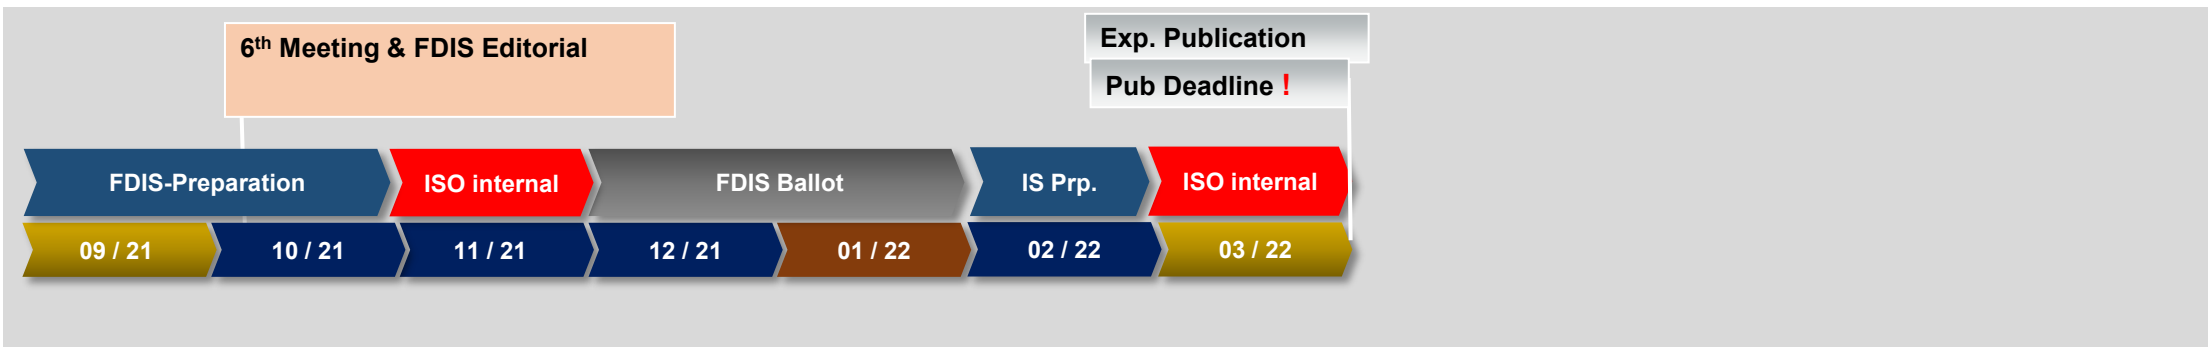 6th Meeting & FDIS Editorial
Exp. Publication
Pub Deadline !
FDIS-Preparation
ISO internal
FDIS Ballot
IS Prp.
ISO internal
09 / 21
10 / 21
11 / 21
12 / 21
01 / 22
02 / 22
03 / 22